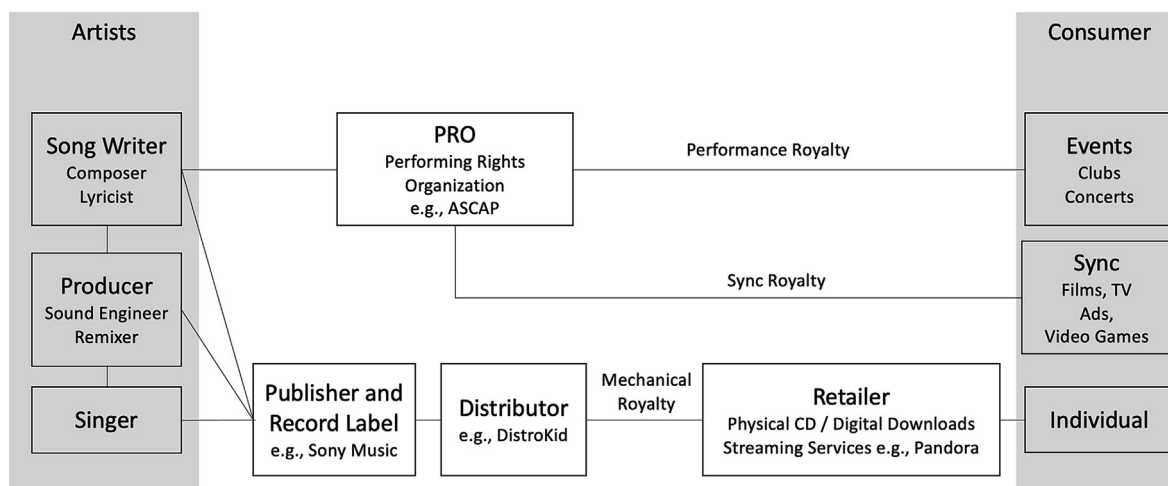 Artists
Consumer
Song Writer
Composer
Lyricist
PRO
Performing Rights
Organization
e.g., ASCAP
Performance Royalty
Events
Clubs
Concerts
Producer
Sound Engineer
Remixer
Sync Royalty
Sync
Films, TV
Ads,
Video Games
Singer
Publisher and
Record Label
e.g., Sony Music
Distributor
e.g., DistroKid
Mechanical
Royalty
Retailer
Physical CD / Digital Downloads
Streaming Services e.g., Pandora
Individual